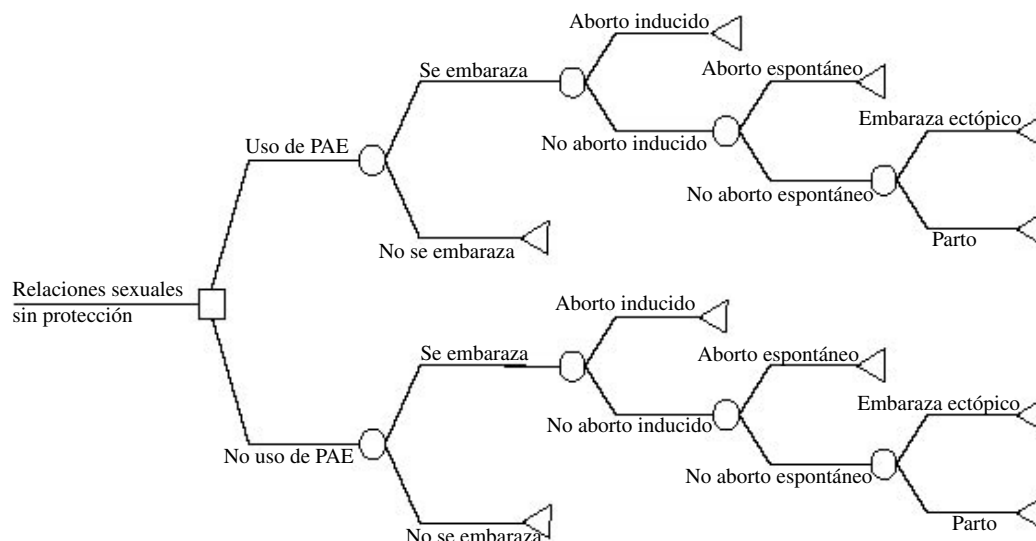 Aborto inducido
Se embaraza
Aborto espontáneo
Embaraza ectópico
Uso de PAE
No aborto inducido
No aborto espontáneo
Parto
No se embaraza
Relaciones sexuales
sin protección
Aborto inducido
Se embaraza
Aborto espontáneo
Embaraza ectópico
No aborto inducido
No uso de PAE
No aborto espontáneo
Parto
No se embaraza